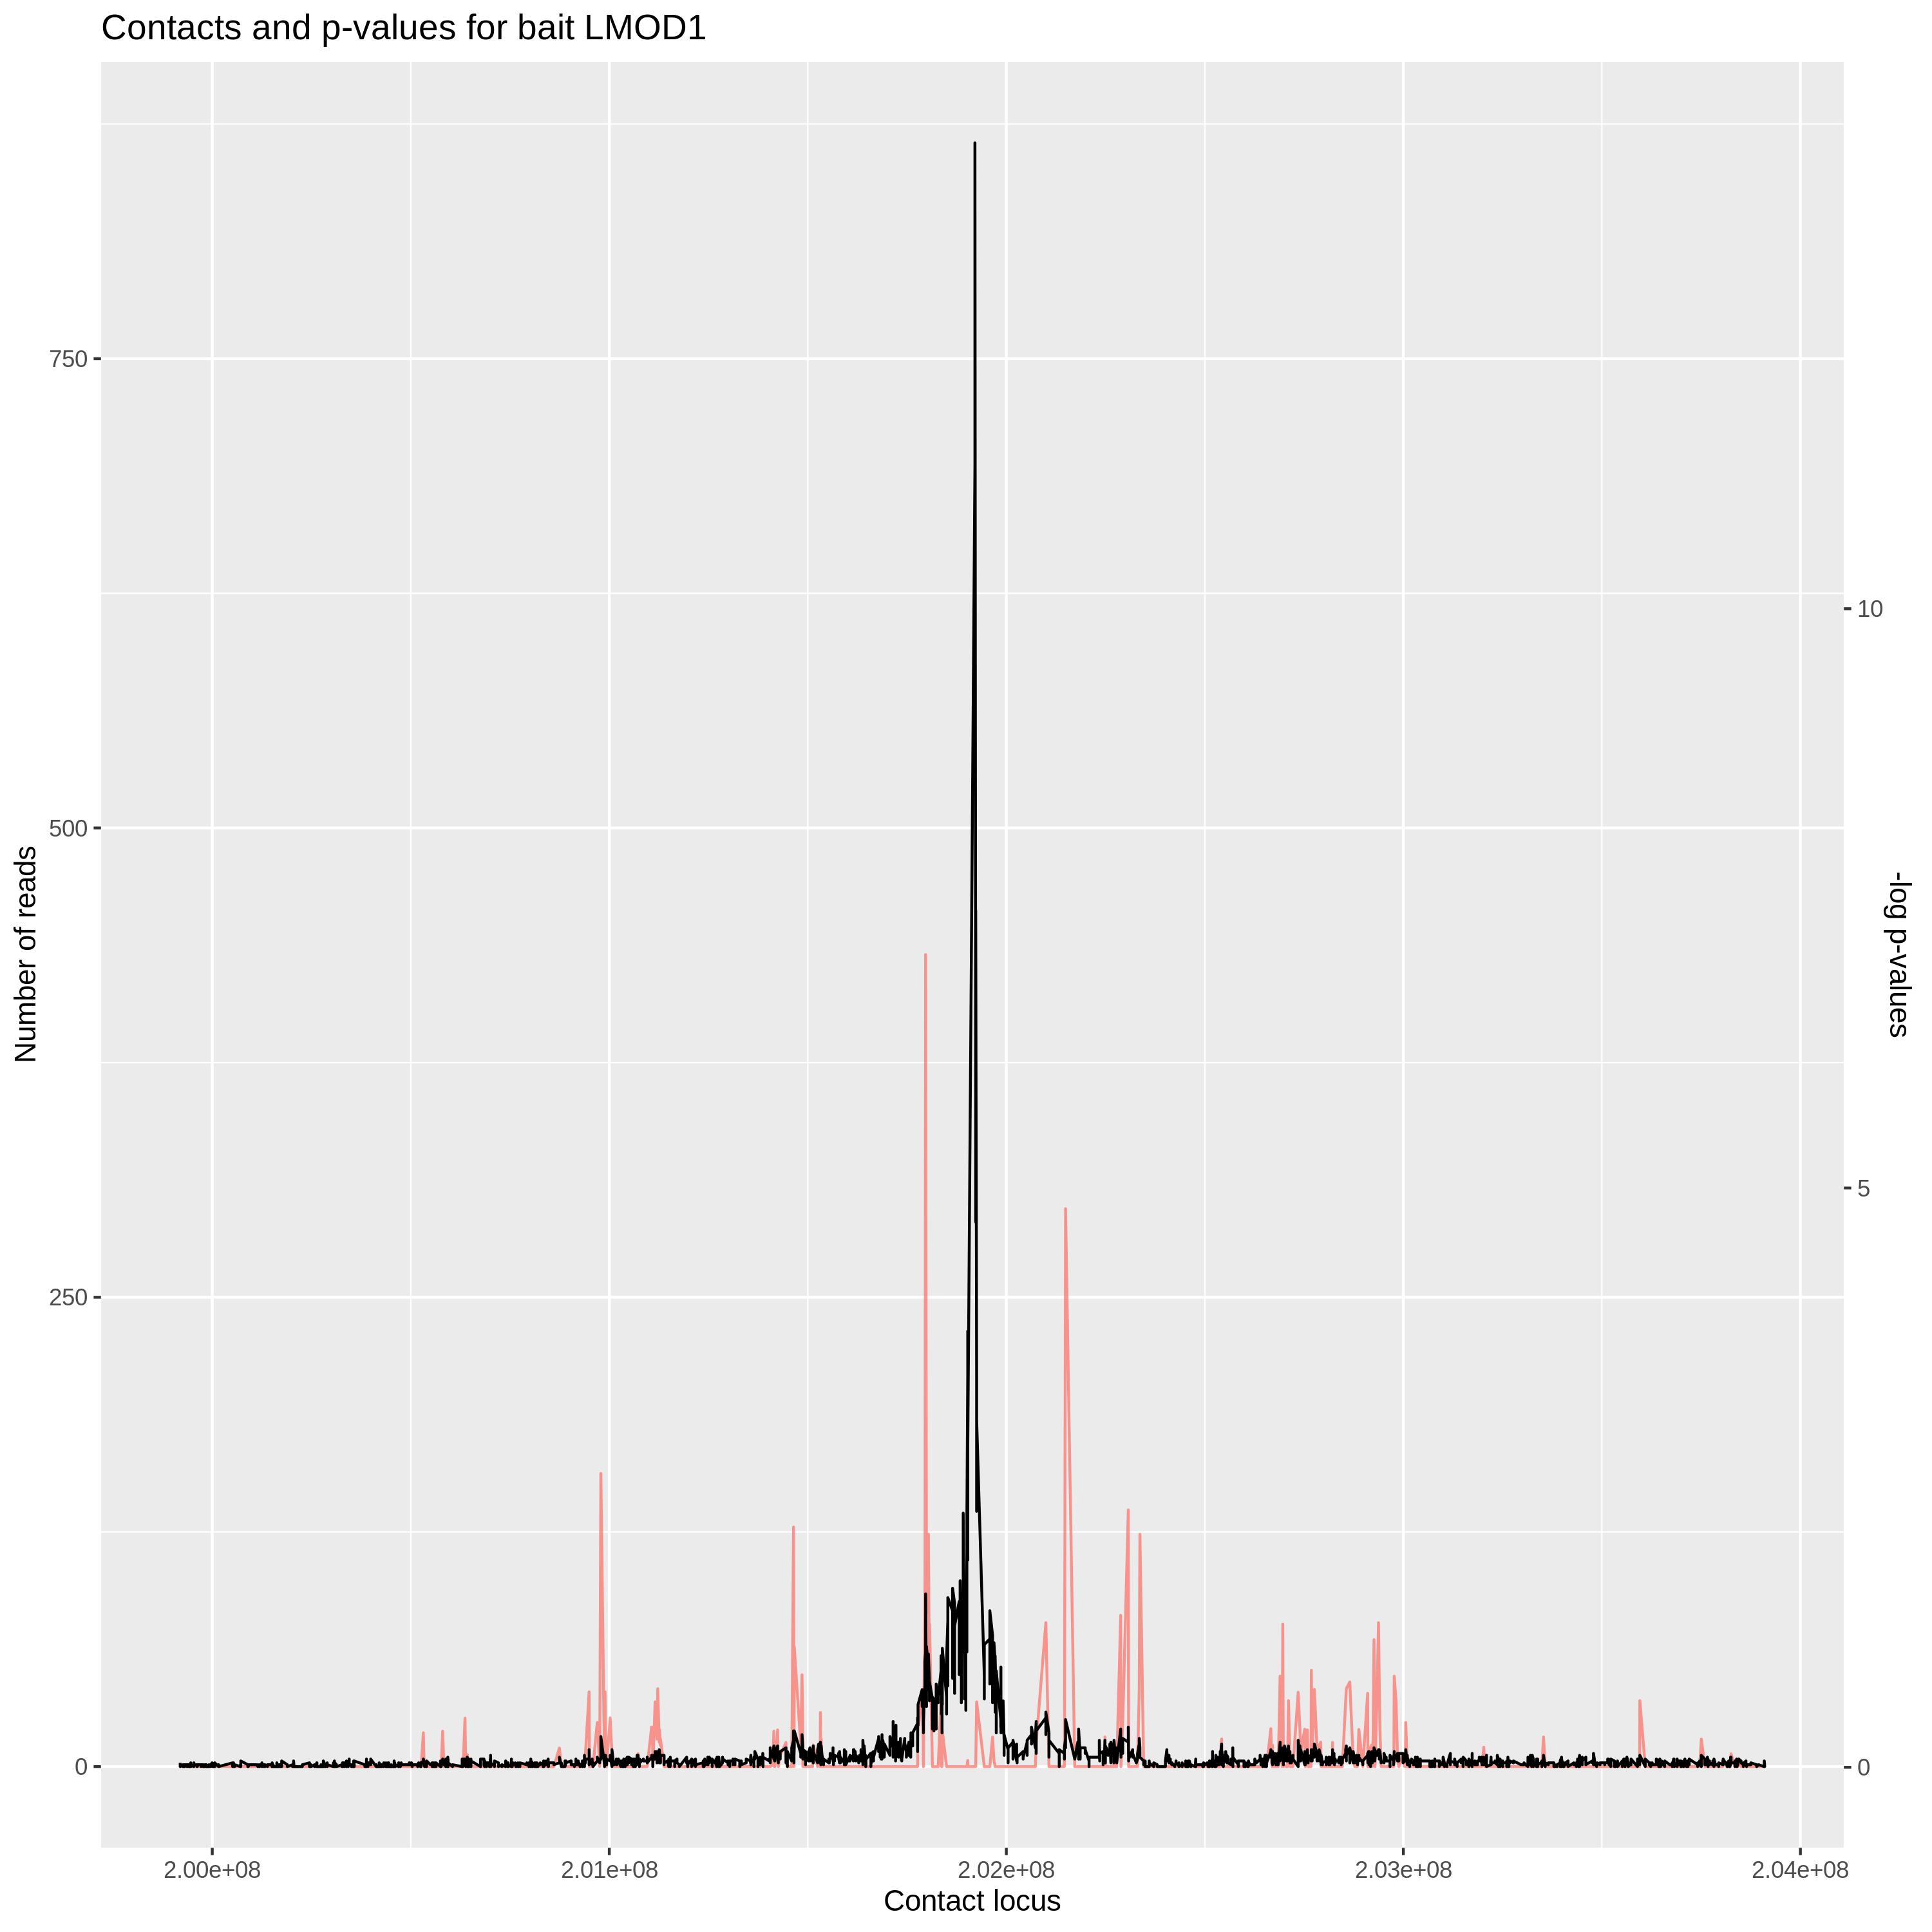 Contacts and p-values for bait LMOD1
750
500
250
0
10
5
0
Number of reads
-log p-values
2.00e+08
2.01e+08
2.02e+08
2.03e+08
2.04e+08
Contact locus